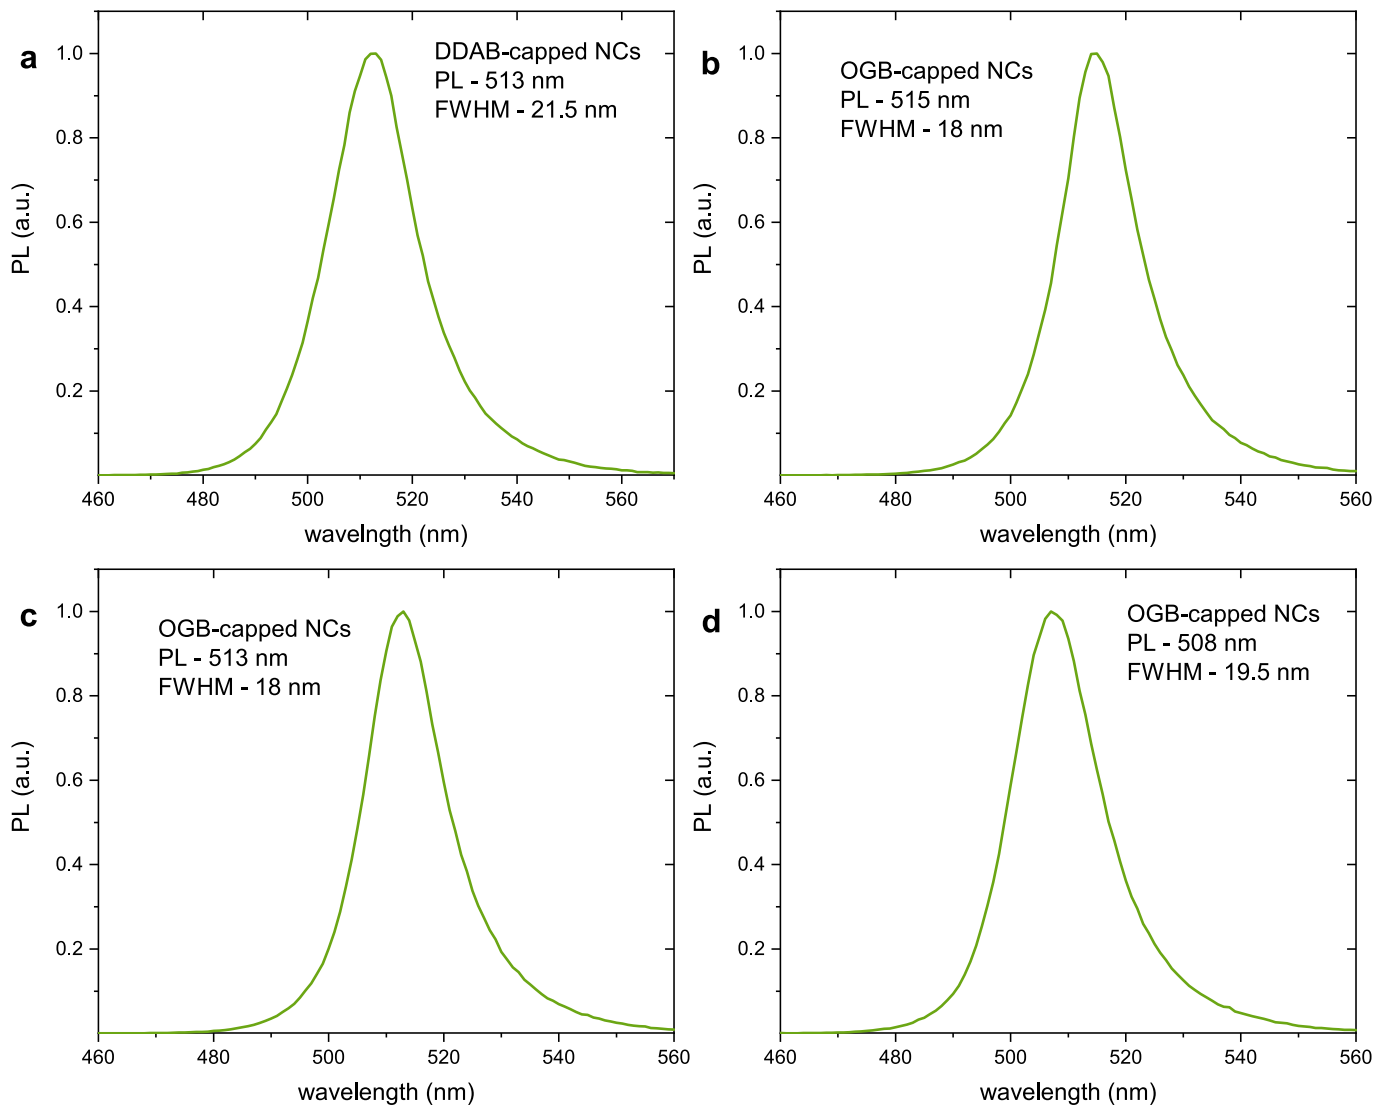 a
DDAB-capped NCs
PL - 513 nm
FWHM - 21.5 nm
PL (a.u.)
1.0
0.8
0.6
0.4
0.2
460 480 500 520 540 560
wavelngth (nm)
b
OGB-capped NCs
PL - 515 nm
FWHM - 18 nm
PL (a.u.)
1.0
0.8
0.6
0.4
0.2
460 480 500 520 540 560
wavelength (nm)
c
OGB-capped NCs
PL - 513 nm
FWHM - 18 nm
PL (a.u.)
1.0
0.8
0.6
0.4
0.2
460 480 500 520 540 560
wavelength (nm)
d
OGB-capped NCs
PL - 508 nm
FWHM - 19.5 nm
PL (a.u.)
1.0
0.8
0.6
0.4
0.2
460 480 500 520 540 560
wavelength (nm)